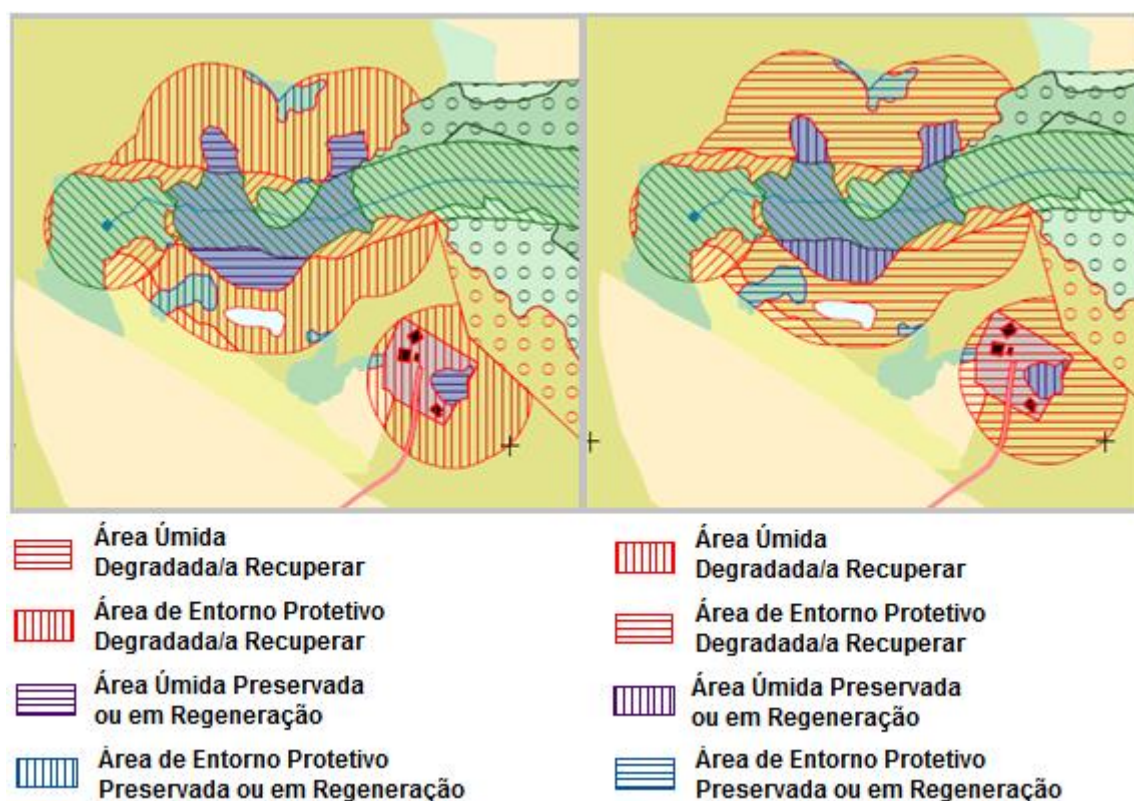 Área Úmida
Degradada/a Recuperar
Área de Entorno Protetivo
Degradada/a Recuperar
Área Úmida Preservada
ou em Regeneração
Área de Entorno Protetivo
Preservada ou em Regeneração
Área Úmida
Degradada/a Recuperar
Área de Entorno Protetivo
Degradada/a Recuperar
Área Úmida Preservada
ou em Regeneração
Área de Entorno Protetivo
Preservada ou em Regeneração